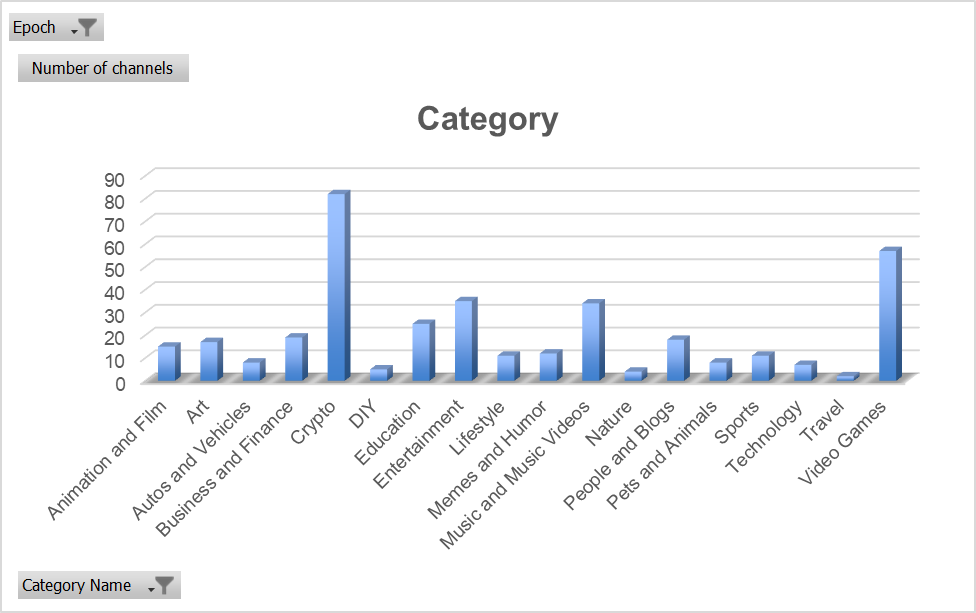 Epoch
Number of channels
Category
90
80
70
60
50
40
30
20
10
0
Animation and Film
Art
Autos and Vehicles
Business and Finance
Crypto
DIY
Education
Entertainment
Lifestyle
Memes and Humor
Music and Music Videos
Nature
People and Blogs
Pets and Animals
Sports
Technology
Travel
Video Games
Category Name